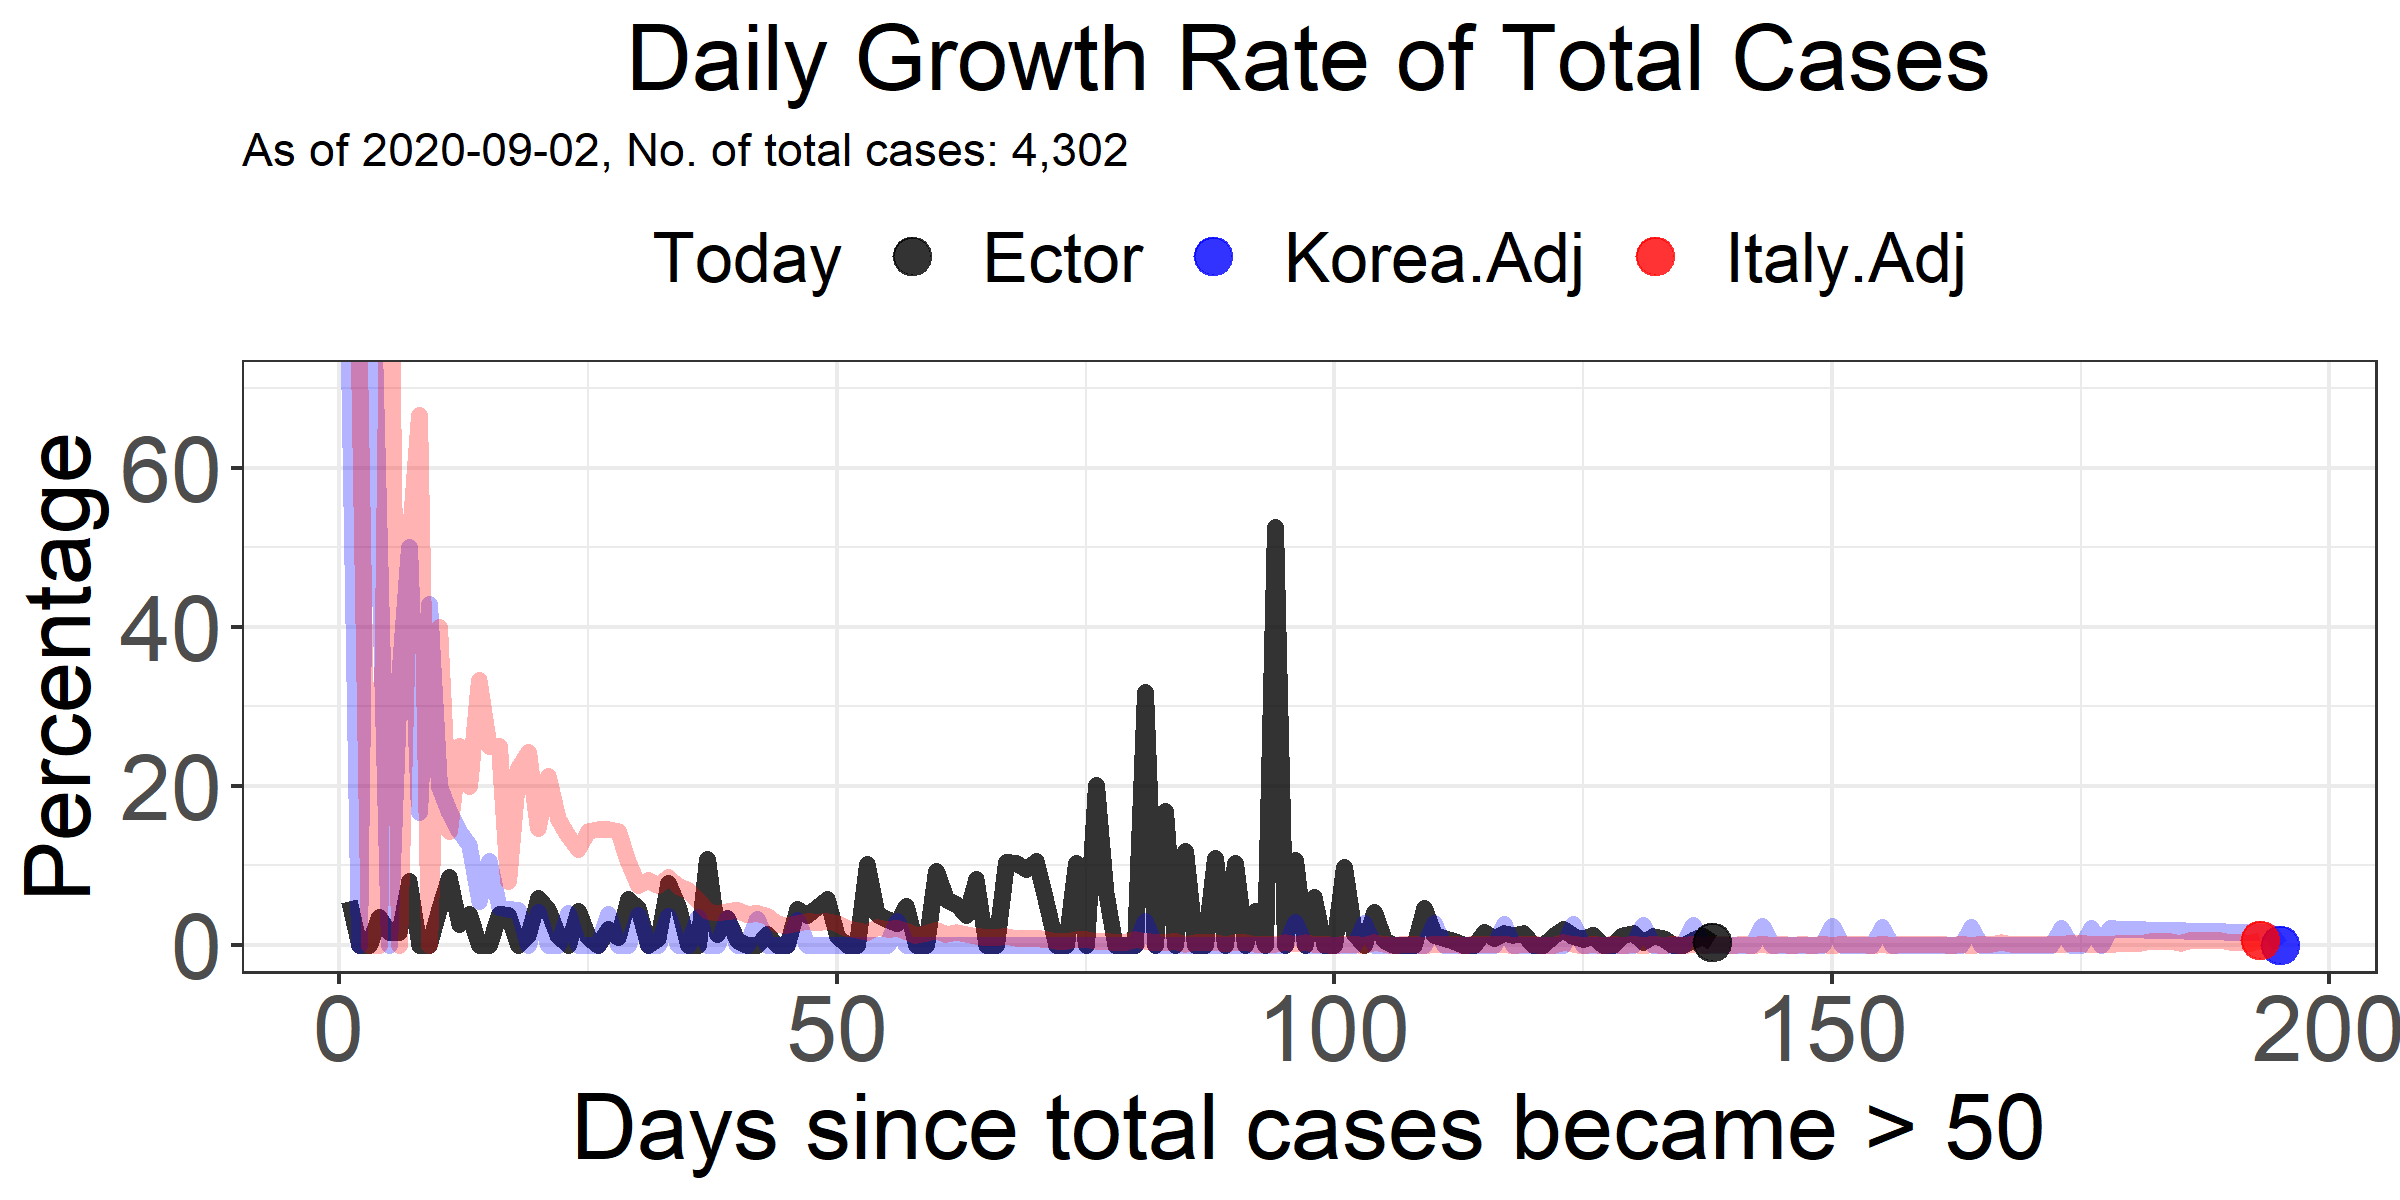 Daily Growth Rate of Total Cases
As of 2020-09-02, No. of total cases: 4,302
Today Ector Korea.Adj Italy.Adj
Percentage
60
40
20
0
0 50 100 150 200
Days since total cases became > 50